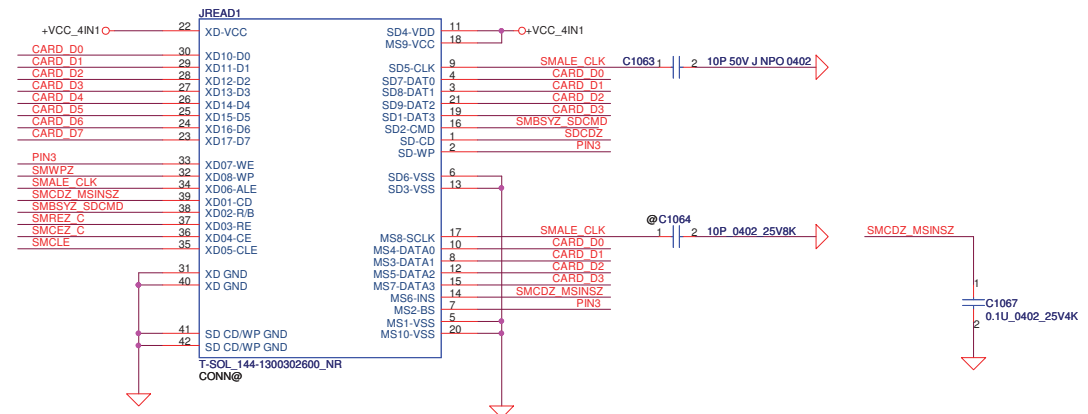 JREAD1
+VCC_4IN1 22 XD-VCC SD4-VDD 11 +VCC_4IN1
MS9-VCC 18
CARD_D0 30 XD10-D0 SD5-CLK 9 SMALE_CLK C1063 1 2 10P 50V J NPO 0402
CARD_D1 29 XD11-D1 SD7-DAT0 4 CARD_D0
CARD_D2 28 XD12-D2 SD8-DAT1 3 CARD_D1
CARD_D3 27 XD13-D3 SD9-DAT2 21 CARD_D2
CARD_D4 26 XD14-D4 SD1-DAT3 19 CARD_D3
CARD_D5 25 XD15-D5 SD2-CMD 16 SMBSYZ_SDCMD
CARD_D6 24 XD16-D6 SD-CD 1 SDCDZ
CARD_D7 23 XD17-D7 SD-WP 2 PIN3
PIN3 33 XD07-WE
SMWPZ 32 XD08-WP SD6-VSS 6
SMALE_CLK 34 XD06-ALE SD3-VSS 13
SMCDZ_MSINSZ 39 XD01-CD
SMBSYZ_SDCMD 38 XD02-R/B
SMREZ_C 37 XD03-RE @C1064
SMCEZ_C 36 XD04-CE MS8-SCLK 17 SMALE_CLK 1 2 10P_0402_25V8K SMCDZ_MSINSZ
SMCLE 35 XD05-CLE MS4-DATA0 10 CARD_D0
MS3-DATA1 8 CARD_D1
31 XD GND MS5-DATA2 12 CARD_D2
40 XD GND MS7-DATA3 15 CARD_D3
MS6-INS 14 SMCDZ_MSINSZ 1
MS2-BS 7 PIN3 C1067
MS1-VSS 5 0.1U_0402_25V4K
41 SD CD/WP GND MS10-VSS 20 2
42 SD CD/WP GND
T-SOL_144-1300302600_NR
CONN@